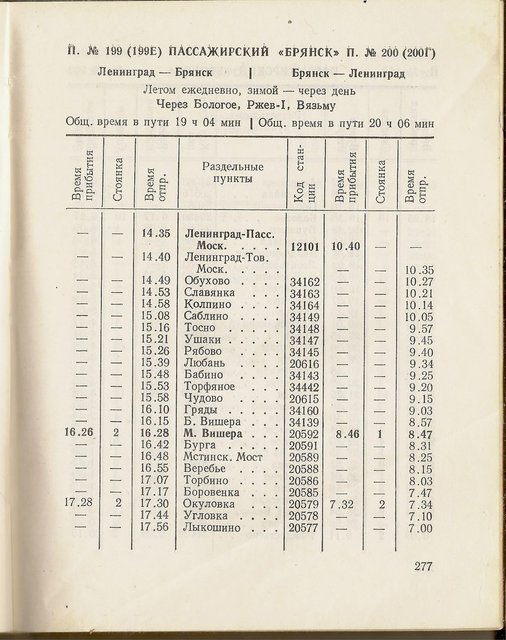 П. № 199 (199Е) ПАССАЖИРСКИЙ «БРЯНСК» П. № 200 (200Г)
Ленинград — Брянск | Брянск — Ленинград
Летом ежедневно, зимой — через день
Через Бологое, Ржев-I, Вязьму
Общ. время в пути 19 ч 04 мин | Общ. время в пути 20 ч 06 мин
Время прибытия | Стоянка | Время отпр. | Раздельные пункты | Код станции | Время прибытия | Стоянка | Время отпр.
— — 14.35 Ленинград-Пасс.
Моск. . . . . 12101 10.40 — —
— — 14.40 Ленинград-Тов.
Моск. . . . . — — 10.35
— — 14.49 Обухово . . . . 34162 — — 10.27
— — 14.53 Славянка . . . . 34163 — — 10.21
— — 14.58 Колпино . . . . 34164 — — 10.14
— — 15.08 Саблино . . . . 34149 — — 10.05
— — 15.16 Тосно . . . . . 34148 — — 9.57
— — 15.21 Ушаки . . . . . 34147 — — 9.45
— — 15.26 Рябово . . . . 34145 — — 9.40
— — 15.39 Любань . . . . 20616 — — 9.34
— — 15.48 Бабино . . . . 34143 — — 9.25
— — 15.53 Торфяное . . . 34442 — — 9.20
— — 15.58 Чудово . . . . 20615 — — 9.15
— — 16.10 Гряды . . . . . 34160 — — 9.03
— — 16.15 Б. Вишера . . . 34139 — — 8.57
16.26 2 16.28 М. Вишера . . . 20592 8.46 1 8.47
— — 16.42 Бурга . . . . . 20591 — — 8.31
— — 16.48 Мстинск. Мост 20589 — — 8.25
— — 16.55 Веребье . . . . 20588 — — 8.15
— — 17.07 Торбино . . . . 20586 — — 8.03
— — 17.17 Боровенка . . . 20585 — — 7.47
17.28 2 17.30 Окуловка . . . 20579 7.32 2 7.34
— — 17.44 Угловка . . . . 20578 — — 7.10
— — 17.56 Лыкошино . . . 20577 — — 7.00
277